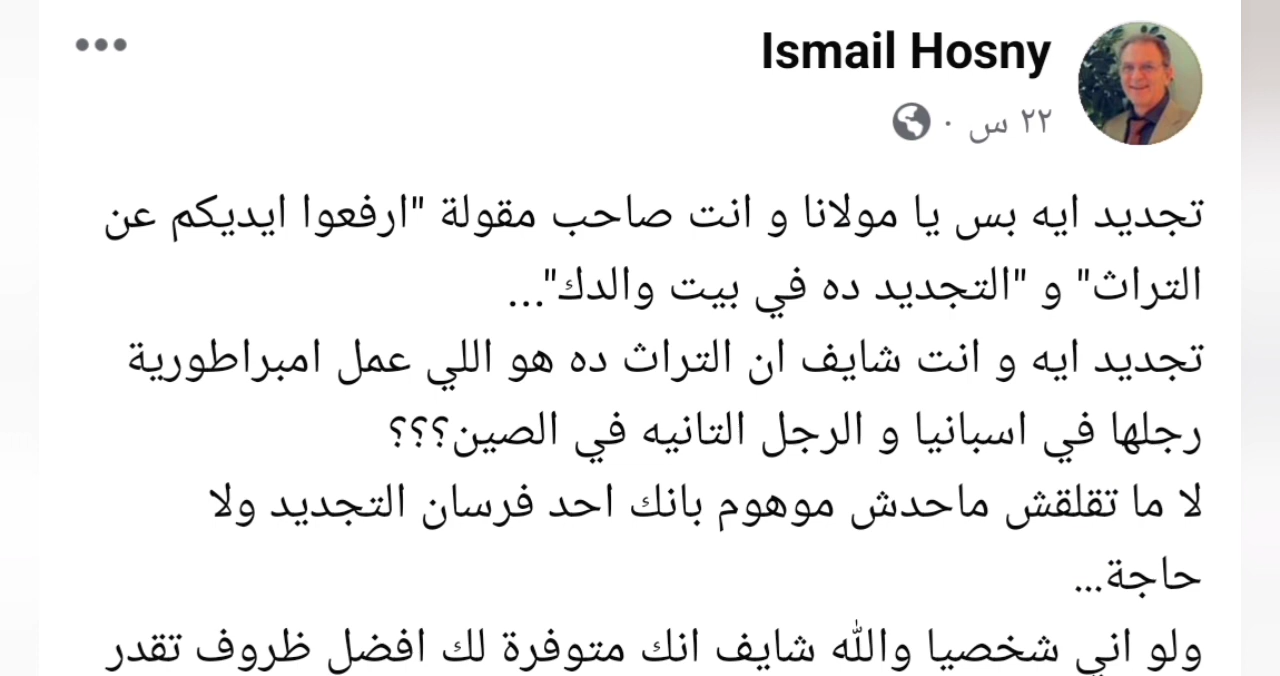 Ismail Hosny
٢٢ س ·
تجديد ايه بس يا مولانا و انت صاحب مقولة "ارفعوا ايديكم عن
التراث" و "التجديد ده في بيت والدك"...
تجديد ايه و انت شايف ان التراث ده هو اللي عمل امبراطورية
رجلها في اسبانيا و الرجل التانيه في الصين؟؟؟
لا ما تقلقش ماحدش موهوم بانك احد فرسان التجديد ولا
حاجة...
ولو اني شخصيا والله شايف انك متوفرة لك افضل ظروف تقدر